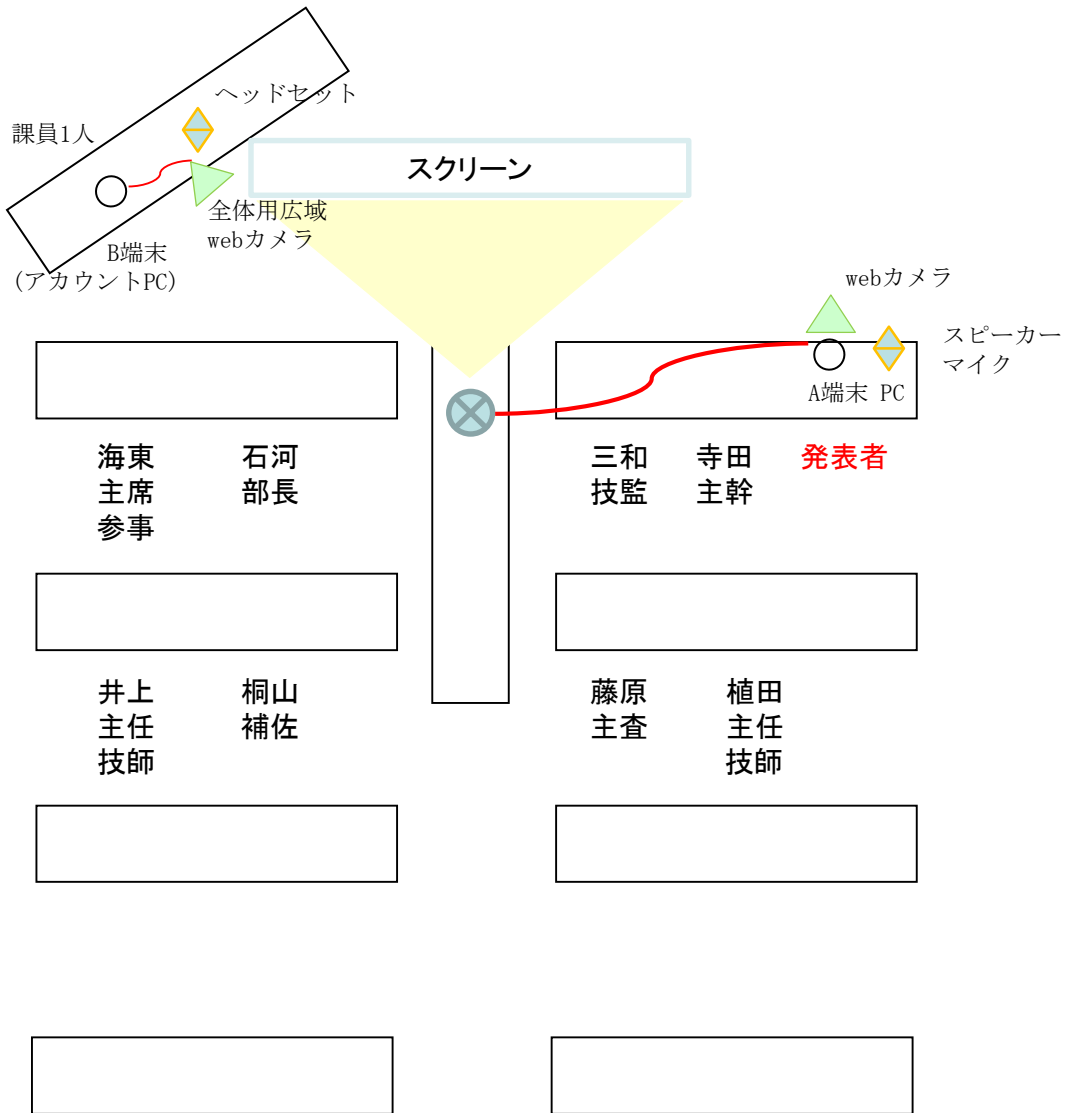 ヘッドセット
課員1人
スクリーン
全体用広域
webカメラ
B端末
(アカウントPC)
webカメラ
スピーカー
マイク
A端末 PC
海東
主席
参事
石河
部長
三和
技監
寺田
主幹
発表者
井上
主任
技師
桐山
補佐
藤原
主査
植田
主任
技師